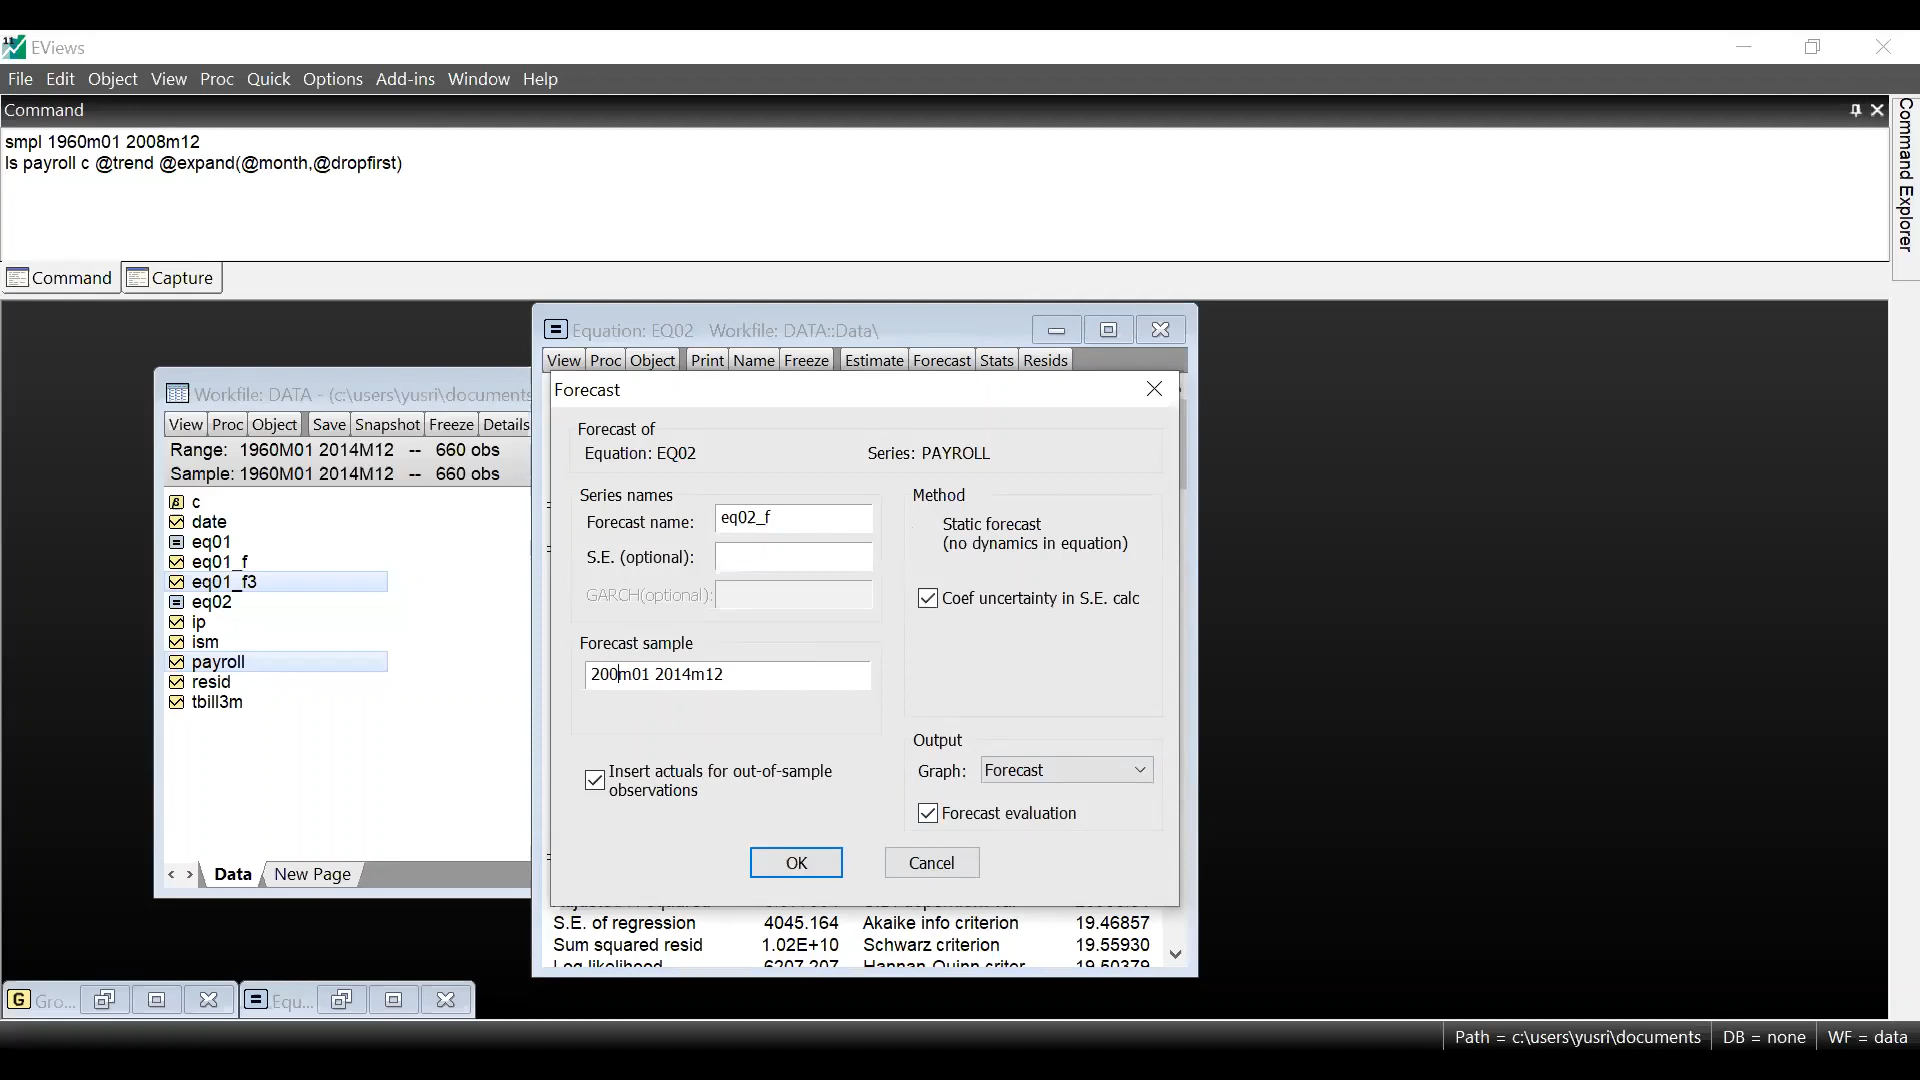 EViews
File Edit Object View Proc Quick Options Add-ins Window Help
Command
smpl 1960m01 2008m12
ls payroll c @trend @expand(@month,@dropfirst)
Command Explorer
Command Capture
Equation: EQ02 Workfile: DATA::Data\
View Proc Object Print Name Freeze Estimate Forecast Stats Resids
Workfile: DATA - (c:\users\yusri\documents
View Proc Object Save Snapshot Freeze Details
Range: 1960M01 2014M12 -- 660 obs
Sample: 1960M01 2014M12 -- 660 obs
c
date
eq01
eq01_f
eq01_f3
eq02
ip
ism
payroll
resid
tbill3m
Data New Page
Forecast
Forecast of
Equation: EQ02 Series: PAYROLL
Series names
Forecast name: eq02_f
S.E. (optional):
GARCH(optional):
Forecast sample
200m01 2014m12
Insert actuals for out-of-sample
observations
Method
Static forecast
(no dynamics in equation)
Coef uncertainty in S.E. calc
Output
Graph: Forecast
Forecast evaluation
OK Cancel
S.E. of regression 4045.164 Akaike info criterion 19.46857
Sum squared resid 1.02E+10 Schwarz criterion 19.55930
G Gro... Equ...
Path = c:\users\yusri\documents DB = none WF = data